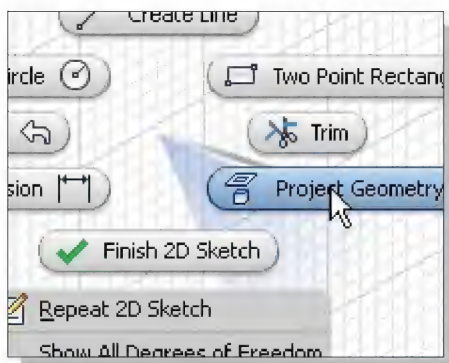 Create Line
ircle
Two Point Rectang
Trim
sion
Project Geometry
Finish 2D Sketch
Repeat 2D Sketch
Show All Degrees of Freedom